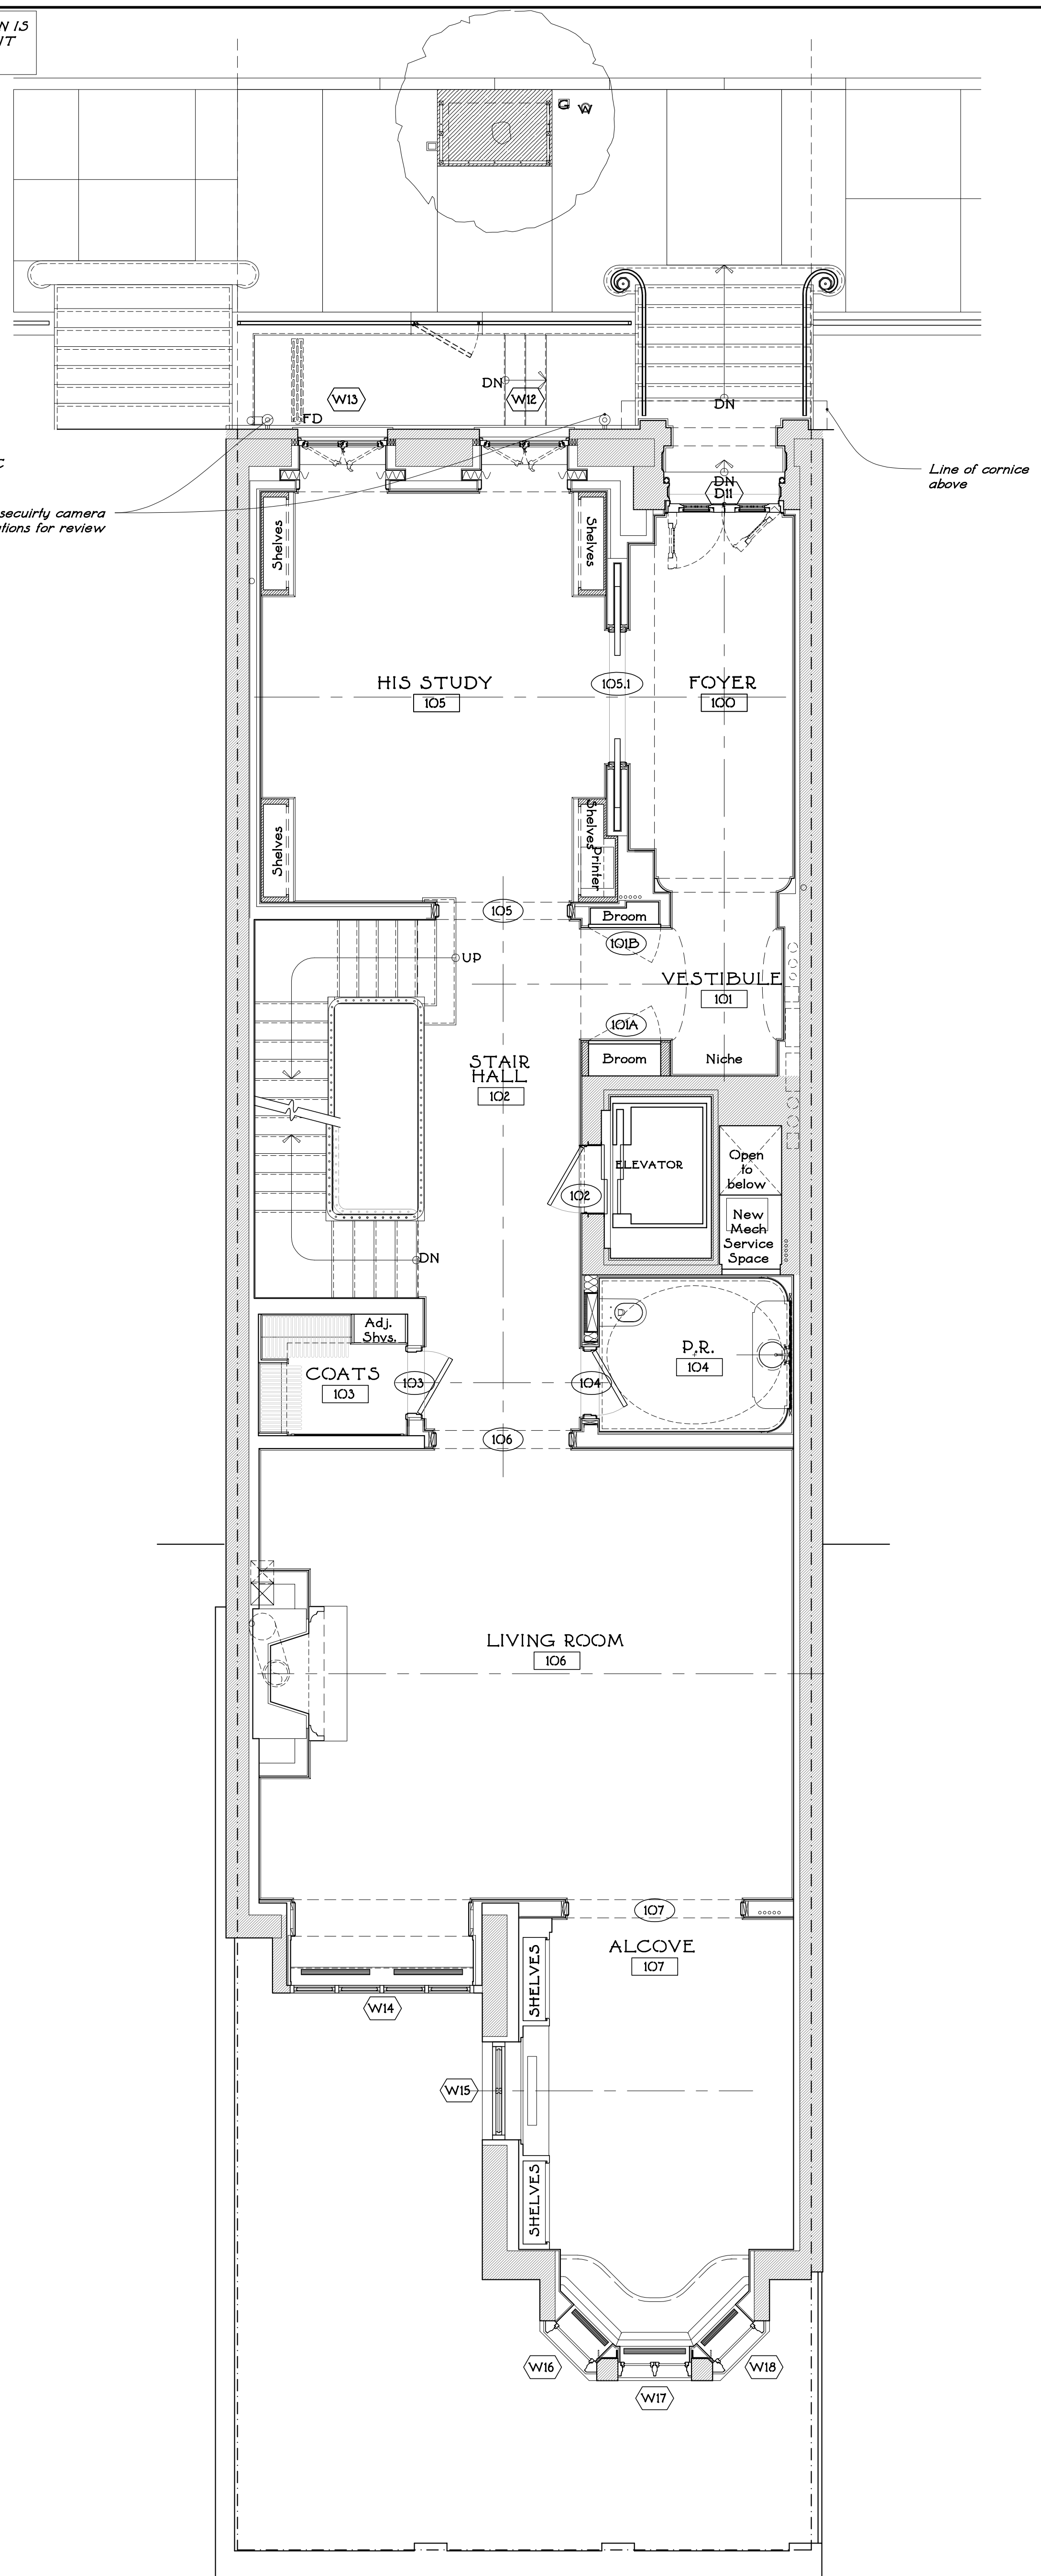 N IS
NT
G
W
DN
W13
W12
FD
DN
DN
D11
Line of cornice
above
secuirty camera
tions for review
Shelves
Shelves
HIS STUDY
105
105.1
FOYER
100
Shelves
Shelves
Printer
105
Broom
101B
UP
VESTIBULE
101
101A
Broom
Niche
STAIR
HALL
102
ELEVATOR
Open
to
below
102
New
Mech
Service
Space
DN
Adj.
Shvs.
COATS
103
103
104
P.R.
104
106
LIVING ROOM
106
107
ALCOVE
107
SHELVES
W14
W15
SHELVES
W16
W17
W18